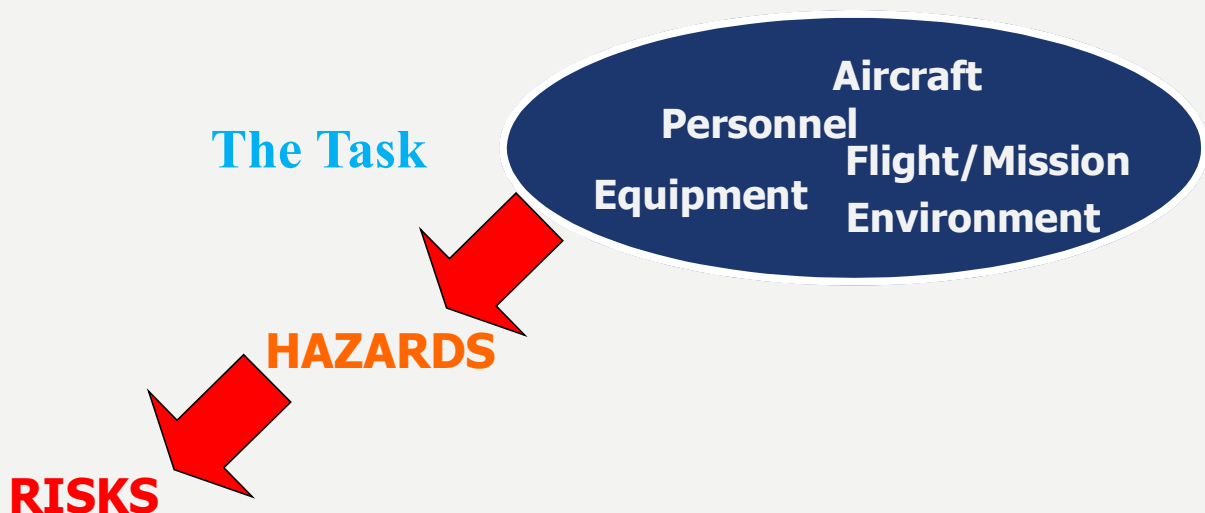 Aircraft
Personnel
The Task
Flight/Mission
Equipment
Environment
HAZARDS
RISKS